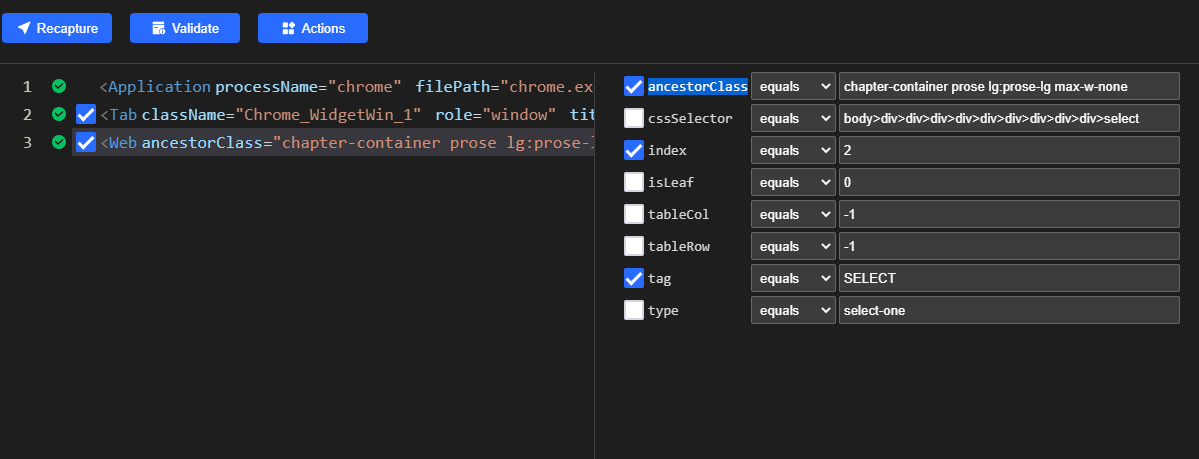 Recapture Validate Actions
1 <Application processName="chrome" filePath="chrome.ex
2 <Tab className="Chrome_WidgetWin_1" role="window" tit
3 <Web ancestorClass="chapter-container prose lg:prose-l
ancestorClass equals chapter-container prose lg:prose-lg max-w-none
cssSelector equals body>div>div>div>div>div>div>div>div>div>select
index equals 2
isLeaf equals 0
tableCol equals -1
tableRow equals -1
tag equals SELECT
type equals select-one